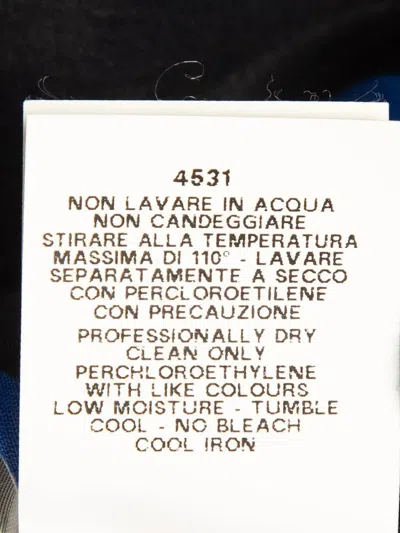 4531
NON LAVARE IN ACQUA
NON CANDEGGIARE
STIRARE ALLA TEMPERATURA
MASSIMA DI 110° - LAVARE
SEPARATAMENTE A SECCO
CON PERCLOROETILENE
CON PRECAUZIONE
PROFESSIONALLY DRY
CLEAN ONLY
PERCHLOROETHYLENE
WITH LIKE COLOURS
LOW MOISTURE - TUMBLE
COOL - NO BLEACH
COOL IRON